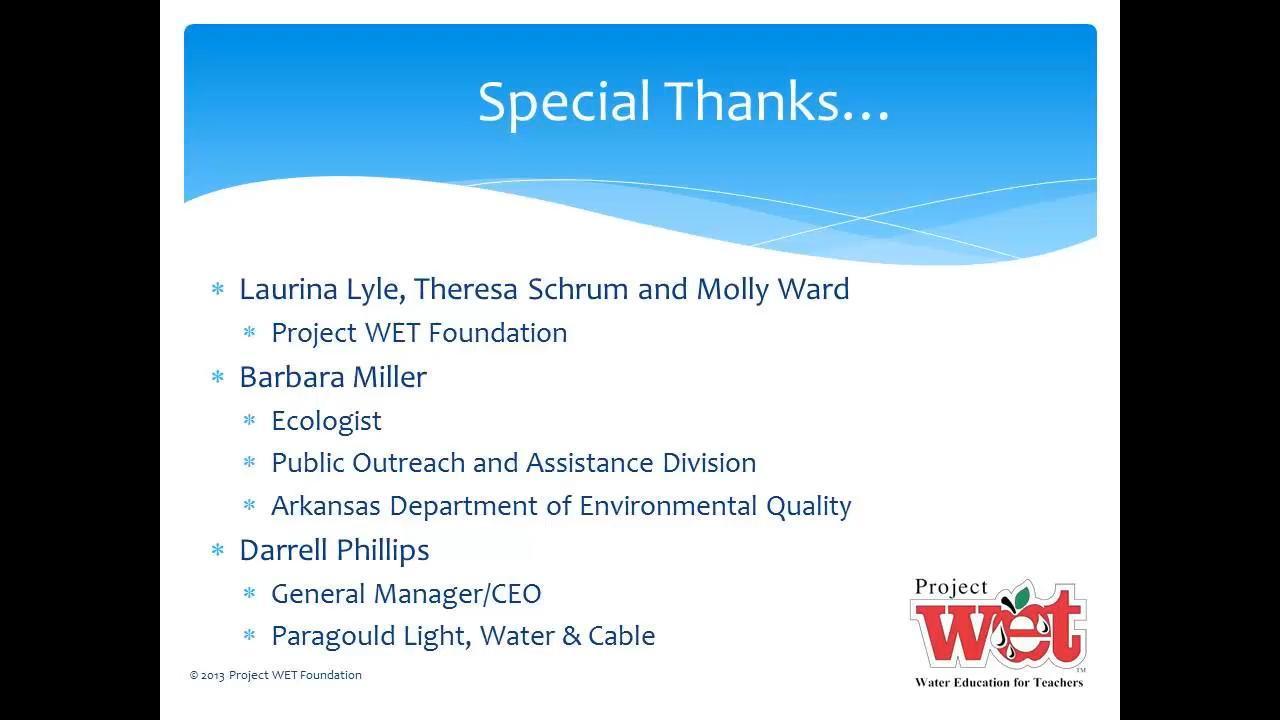 Special Thanks...
* Laurina Lyle, Theresa Schrum and Molly Ward
* Project WET Foundation
* Barbara Miller
* Ecologist
* Public Outreach and Assistance Division
* Arkansas Department of Environmental Quality
* Darrell Phillips
* General Manager/CEO
* Paragould Light, Water & Cable
© 2013 Project WET Foundation
Project
wet TM
Water Education for Teachers